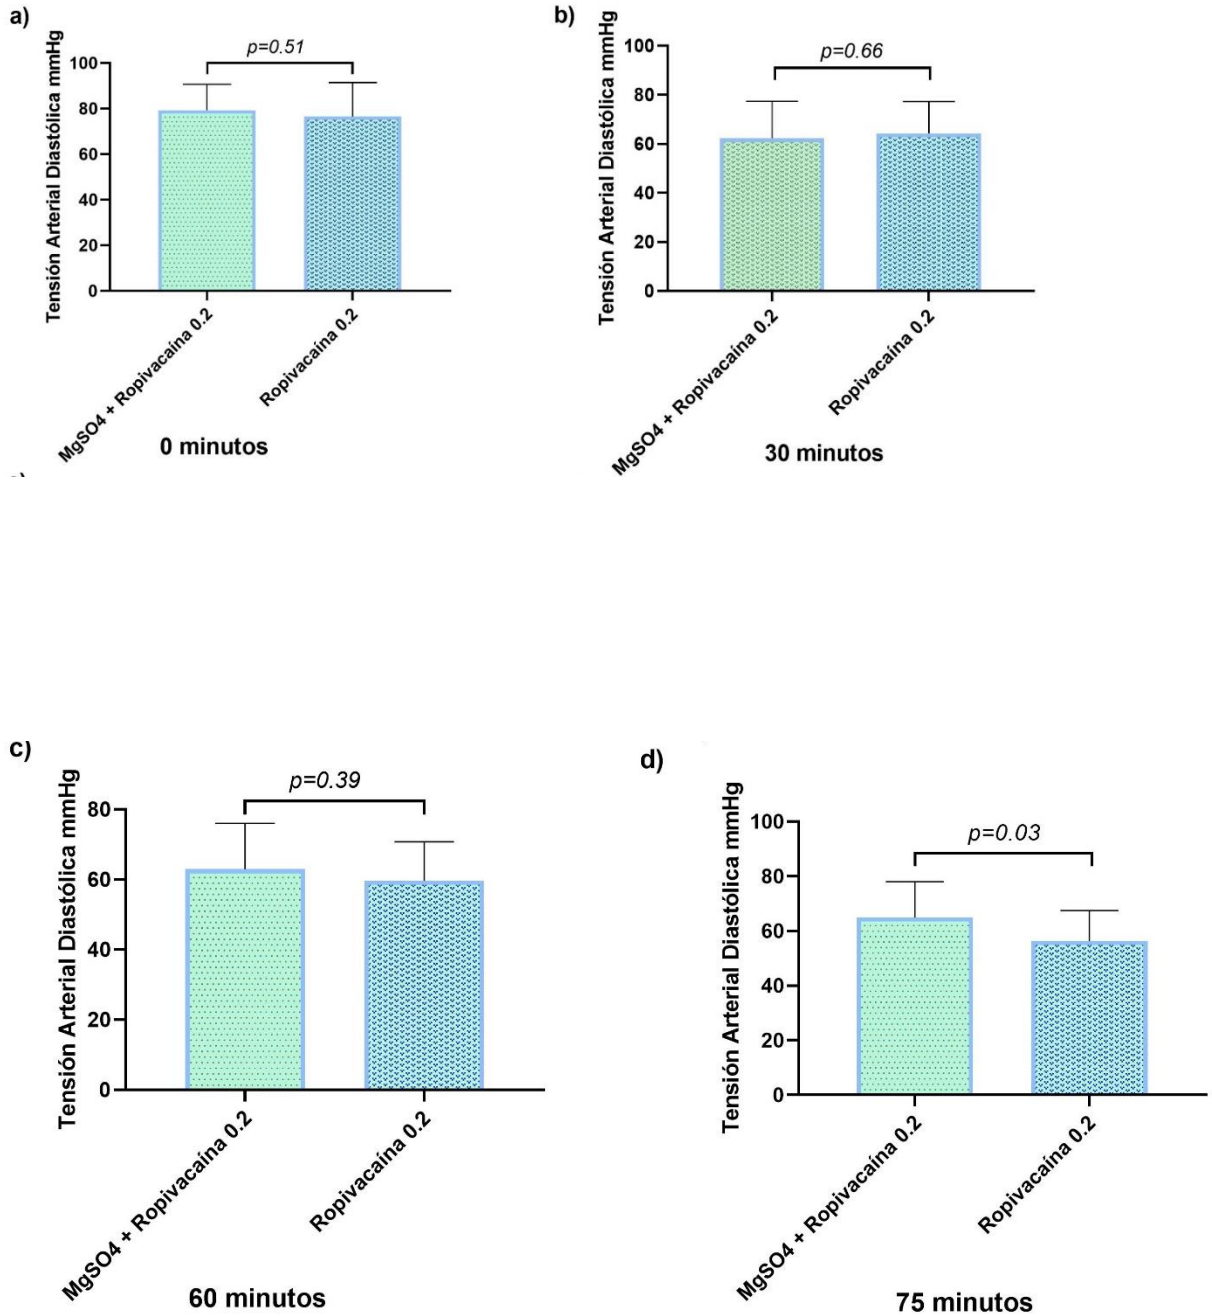 a)
Tensión Arterial Diastólica mmHg
p=0.51
100
80
60
40
20
0
MgSO4 + Ropivacaína 0.2
Ropivacaína 0.2
0 minutos
b)
Tensión Arterial Diastólica mmHg
p=0.66
100
80
60
40
20
0
MgSO4 + Ropivacaína 0.2
Ropivacaína 0.2
30 minutos
c)
Tensión Arterial Diastólica mmHg
p=0.39
80
60
40
20
0
MgSO4 + Ropivacaína 0.2
Ropivacaína 0.2
60 minutos
d)
Tensión Arterial Diastólica mmHg
p=0.03
100
80
60
40
20
0
MgSO4 + Ropivacaína 0.2
Ropivacaína 0.2
75 minutos